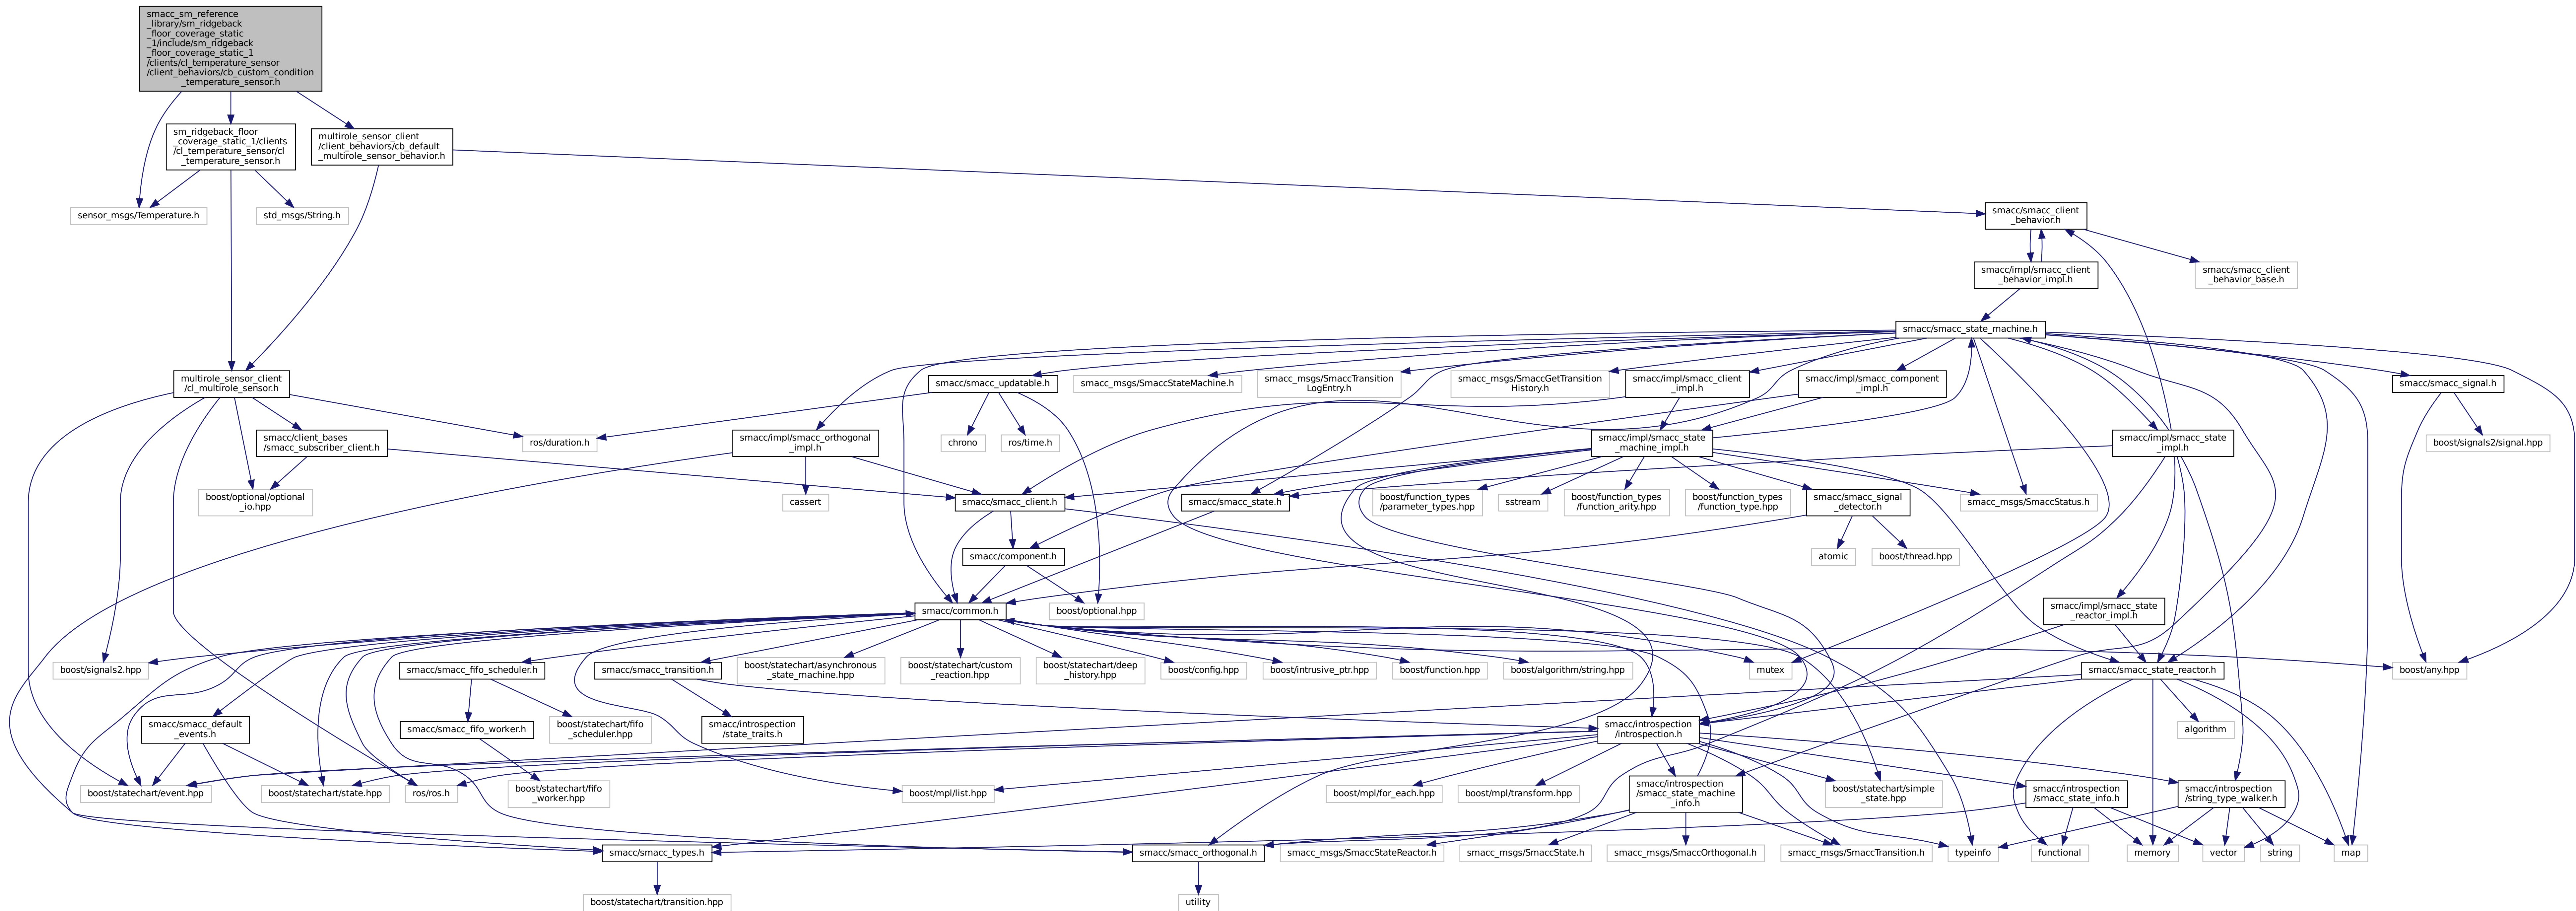 smacc_sm_reference
_library/sm_ridgeback
_floor_coverage_static
_1/include/sm_ridgeback
_floor_coverage_static_1
/clients/cl_temperature_sensor
/client_behaviors/cb_custom_condition
_temperature_sensor.h
sm_ridgeback_floor
_coverage_static_1/clients
/cl_temperature_sensor/cl
_temperature_sensor.h
multirole_sensor_client
/client_behaviors/cb_default
_multirole_sensor_behavior.h
sensor_msgs/Temperature.h
std_msgs/String.h
smacc/smacc_client
_behavior.h
smacc/impl/smacc_client
_behavior_impl.h
smacc/smacc_client
_behavior_base.h
smacc/smacc_state_machine.h
multirole_sensor_client
/cl_multirole_sensor.h
smacc/smacc_updatable.h
smacc_msgs/SmaccStateMachine.h
smacc_msgs/SmaccTransition
LogEntry.h
smacc_msgs/SmaccGetTransition
History.h
smacc/impl/smacc_client
_impl.h
smacc/impl/smacc_component
_impl.h
smacc/smacc_signal.h
smacc/client_bases
/smacc_subscriber_client.h
ros/duration.h
smacc/impl/smacc_orthogonal
_impl.h
chrono
ros/time.h
smacc/impl/smacc_state
_machine_impl.h
smacc/impl/smacc_state
_impl.h
boost/signals2/signal.hpp
boost/optional/optional
_io.hpp
cassert
smacc/smacc_client.h
smacc/smacc_state.h
boost/function_types
/parameter_types.hpp
sstream
boost/function_types
/function_arity.hpp
boost/function_types
/function_type.hpp
smacc/smacc_signal
_detector.h
smacc_msgs/SmaccStatus.h
smacc/component.h
atomic
boost/thread.hpp
smacc/common.h
boost/optional.hpp
smacc/impl/smacc_state
_reactor_impl.h
boost/signals2.hpp
smacc/smacc_fifo_scheduler.h
smacc/smacc_transition.h
boost/statechart/asynchronous
_state_machine.hpp
boost/statechart/custom
_reaction.hpp
boost/statechart/deep
_history.hpp
boost/config.hpp
boost/intrusive_ptr.hpp
boost/function.hpp
boost/algorithm/string.hpp
mutex
smacc/smacc_state_reactor.h
boost/any.hpp
smacc/smacc_default
_events.h
smacc/smacc_fifo_worker.h
boost/statechart/fifo
_scheduler.hpp
smacc/introspection
/state_traits.h
smacc/introspection
/introspection.h
algorithm
boost/statechart/event.hpp
boost/statechart/state.hpp
ros/ros.h
boost/statechart/fifo
_worker.hpp
boost/mpl/list.hpp
boost/mpl/for_each.hpp
boost/mpl/transform.hpp
smacc/introspection
/smacc_state_machine
_info.h
boost/statechart/simple
_state.hpp
smacc/introspection
/smacc_state_info.h
smacc/introspection
/string_type_walker.h
smacc/smacc_types.h
smacc/smacc_orthogonal.h
smacc_msgs/SmaccStateReactor.h
smacc_msgs/SmaccState.h
smacc_msgs/SmaccOrthogonal.h
smacc_msgs/SmaccTransition.h
typeinfo
functional
memory
vector
string
map
boost/statechart/transition.hpp
utility